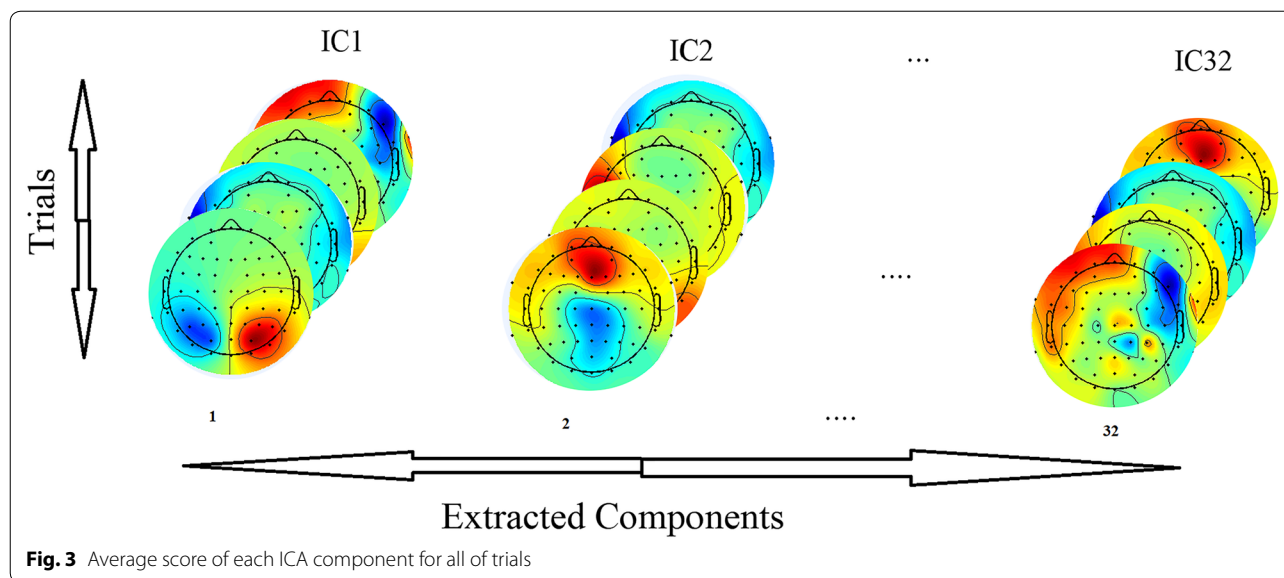 IC1
IC2
...
IC32
Trials
....
1
2
....
32
Extracted Components
Fig. 3 Average score of each ICA component for all of trials